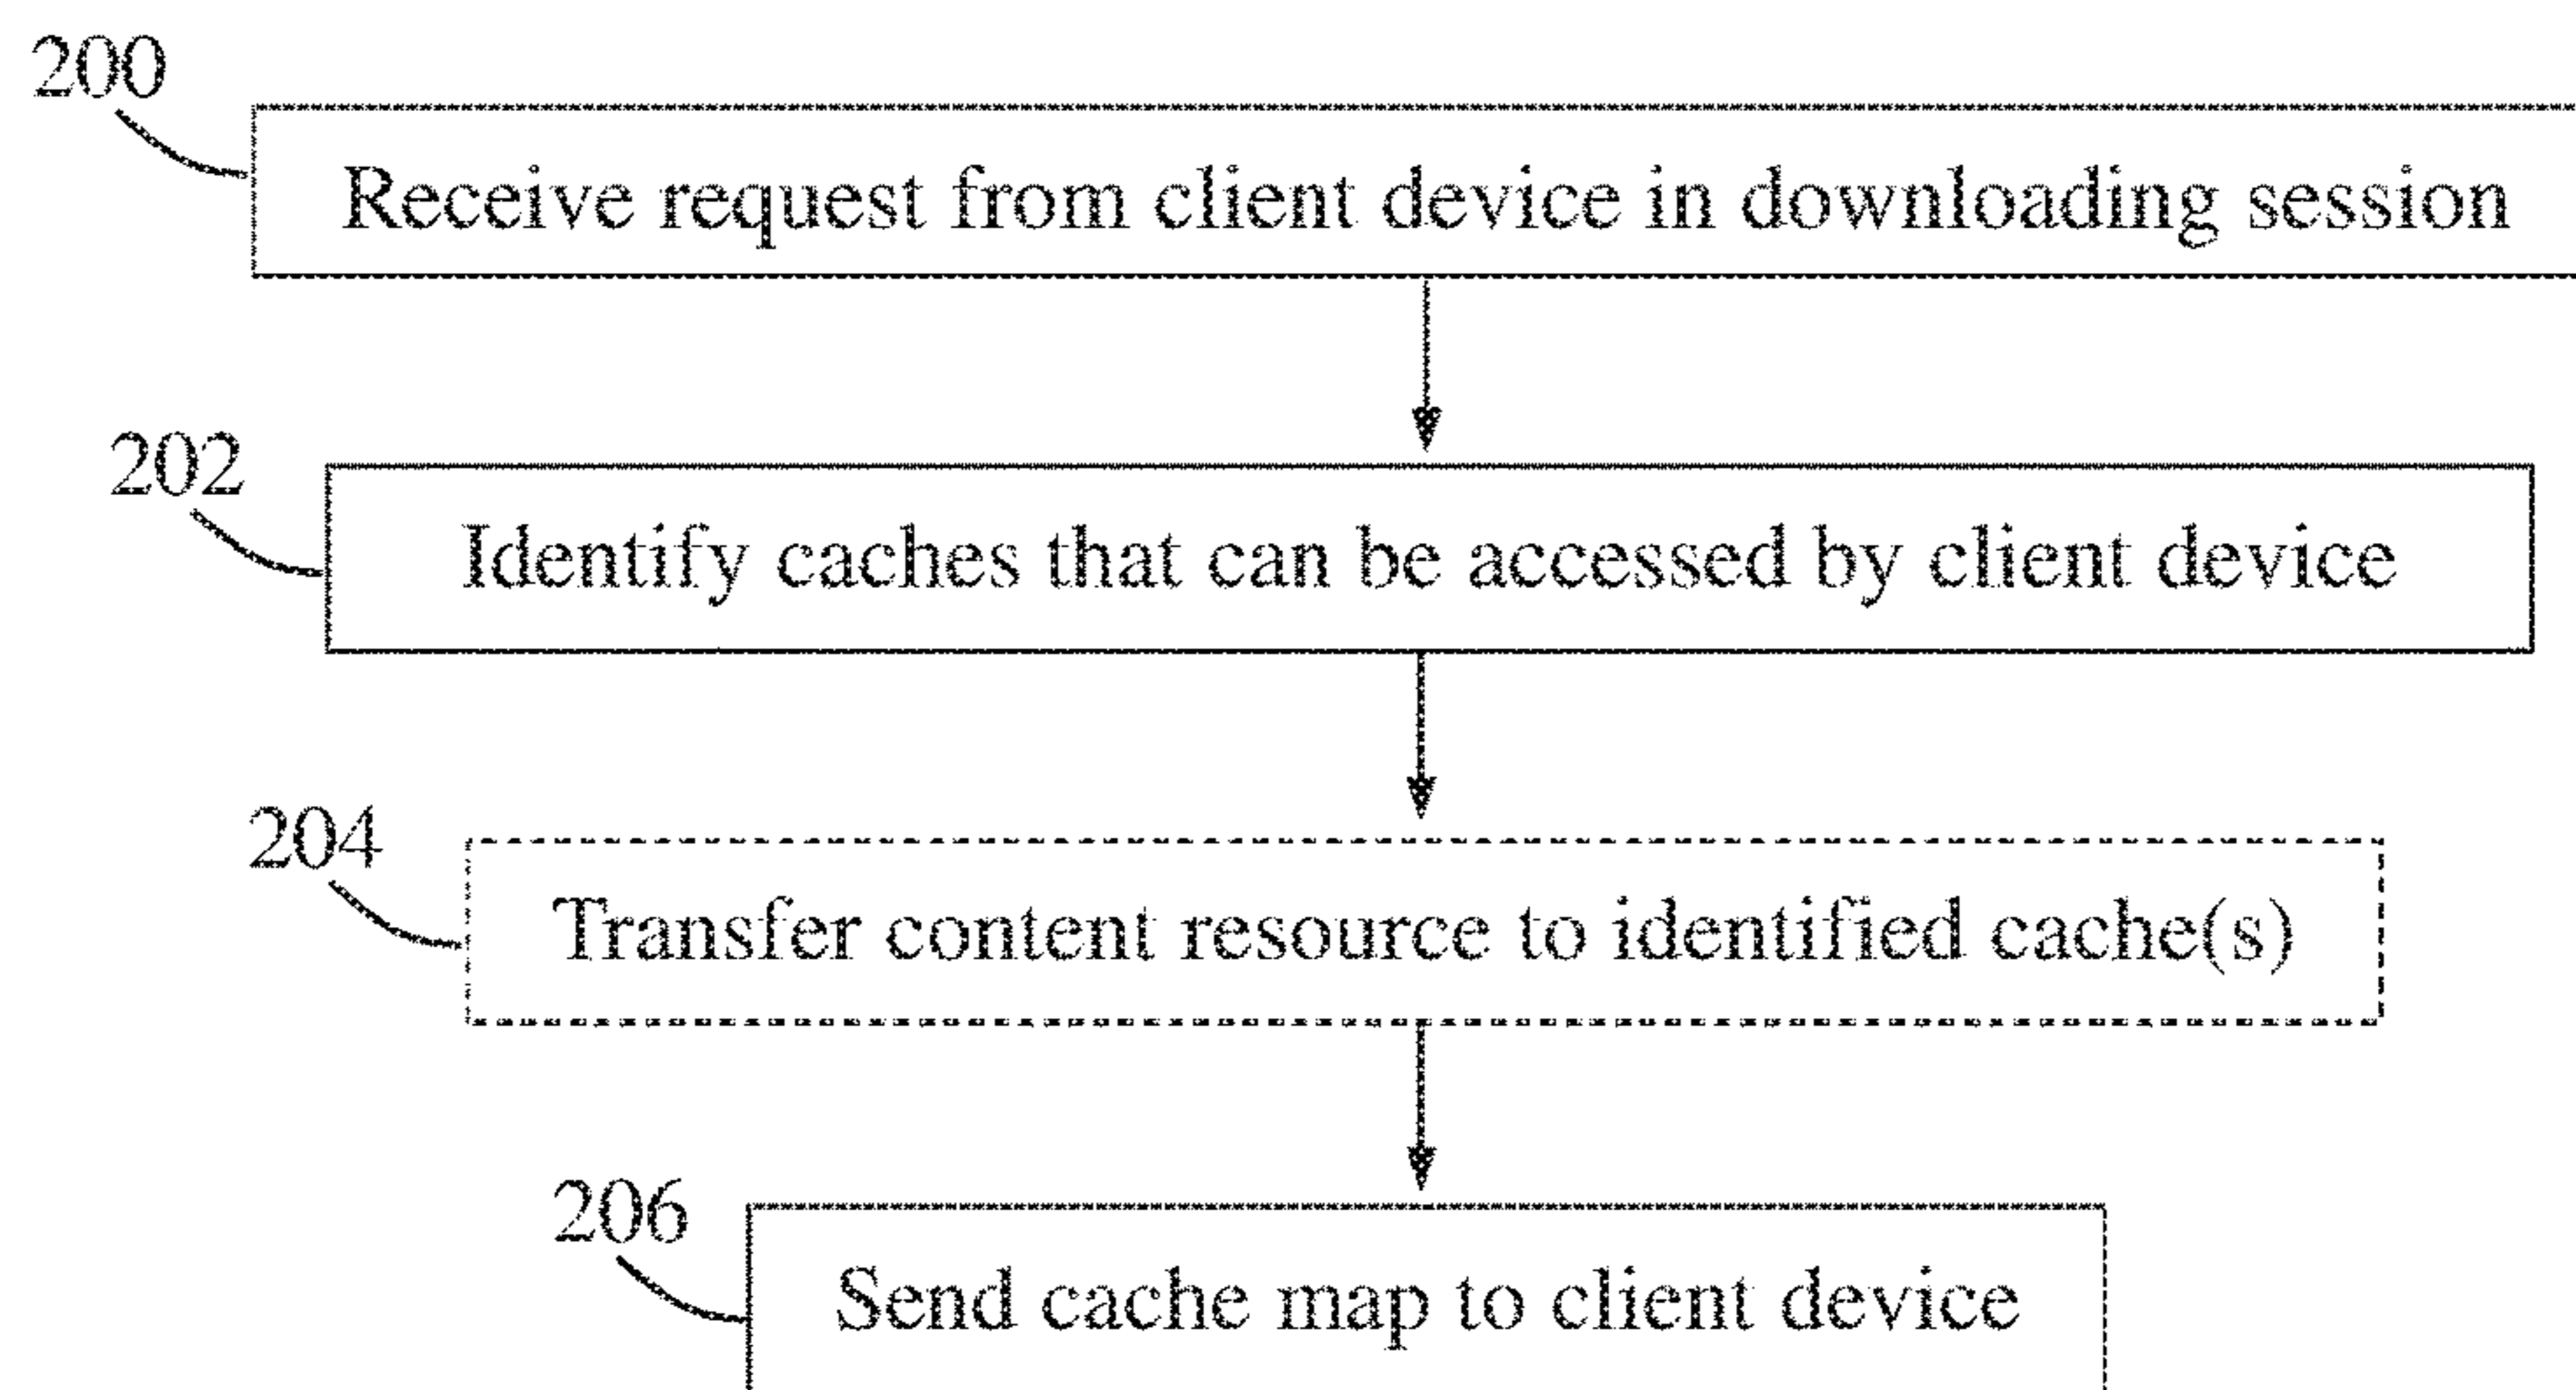 200
Receive request from client device in downloading session
202
Identify caches that can be accessed by client device
204
Transfer content resource to identified cache(s)
206
Send cache map to client device